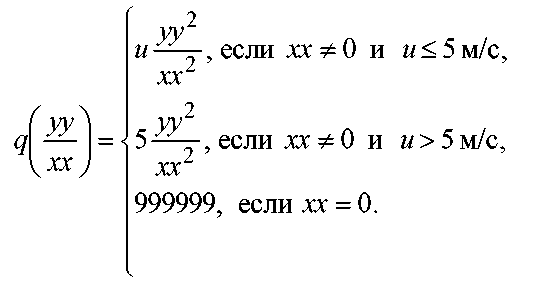 u yy²/xx², если xx ≠ 0 и u ≤ 5 м/с,
q(yy/xx) = { 5 yy²/xx², если xx ≠ 0 и u > 5 м/с,
999999, если xx = 0.